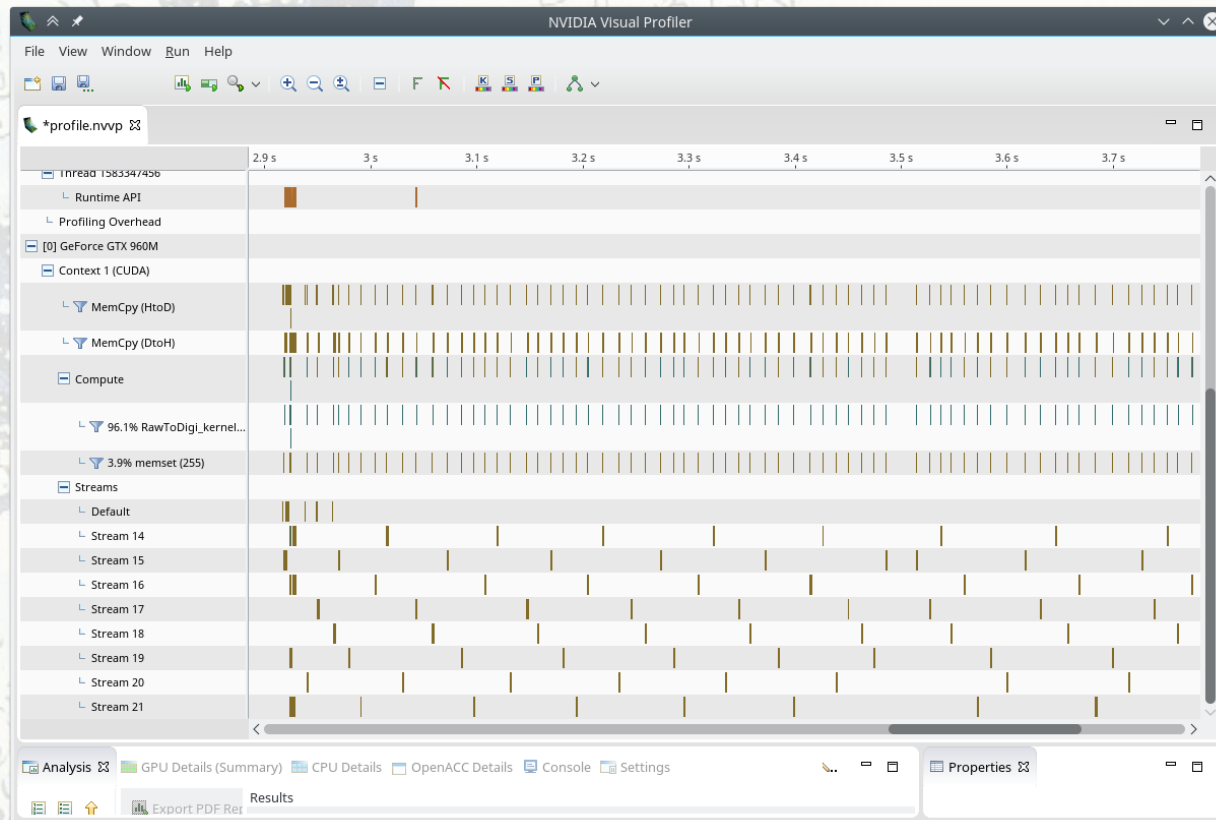 NVIDIA Visual Profiler
File View Window Run Help
*profile.nvvp
2.9 s 3 s 3.1 s 3.2 s 3.3 s 3.4 s 3.5 s 3.6 s 3.7 s
Thread 1583347456
Runtime API
Profiling Overhead
[0] GeForce GTX 960M
Context 1 (CUDA)
MemCpy (HtoD)
MemCpy (DtoH)
Compute
96.1% RawToDigi_kernel...
3.9% memset (255)
Streams
Default
Stream 14
Stream 15
Stream 16
Stream 17
Stream 18
Stream 19
Stream 20
Stream 21
Analysis GPU Details (Summary) CPU Details OpenACC Details Console Settings Properties
Export PDF Rep Results